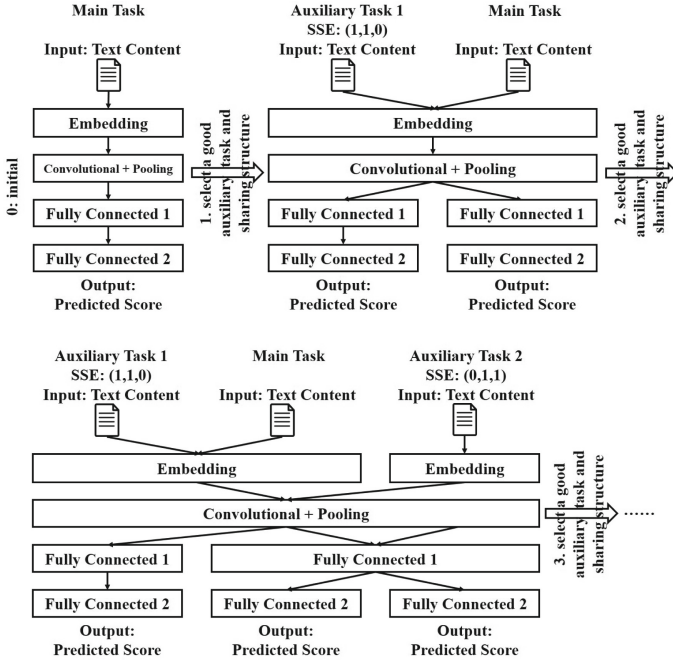 Main Task
Input: Text Content
Embedding
Convolutional + Pooling
Fully Connected 1
Fully Connected 2
Output:
Predicted Score
0: initial
1. select a good
auxiliary task and
sharing structure
Auxiliary Task 1
SSE: (1,1,0)
Input: Text Content
Main Task
Input: Text Content
Embedding
Convolutional + Pooling
Fully Connected 1
Fully Connected 1
Fully Connected 2
Fully Connected 2
Output:
Predicted Score
Output:
Predicted Score
2. select a good
auxiliary task and
sharing structure
Auxiliary Task 1
SSE: (1,1,0)
Input: Text Content
Main Task
Input: Text Content
Auxiliary Task 2
SSE: (0,1,1)
Input: Text Content
Embedding
Embedding
Convolutional + Pooling
Fully Connected 1
Fully Connected 1
Fully Connected 2
Fully Connected 2
Fully Connected 2
Output:
Predicted Score
Output:
Predicted Score
Output:
Predicted Score
3. select a good
auxiliary task and
sharing structure
......